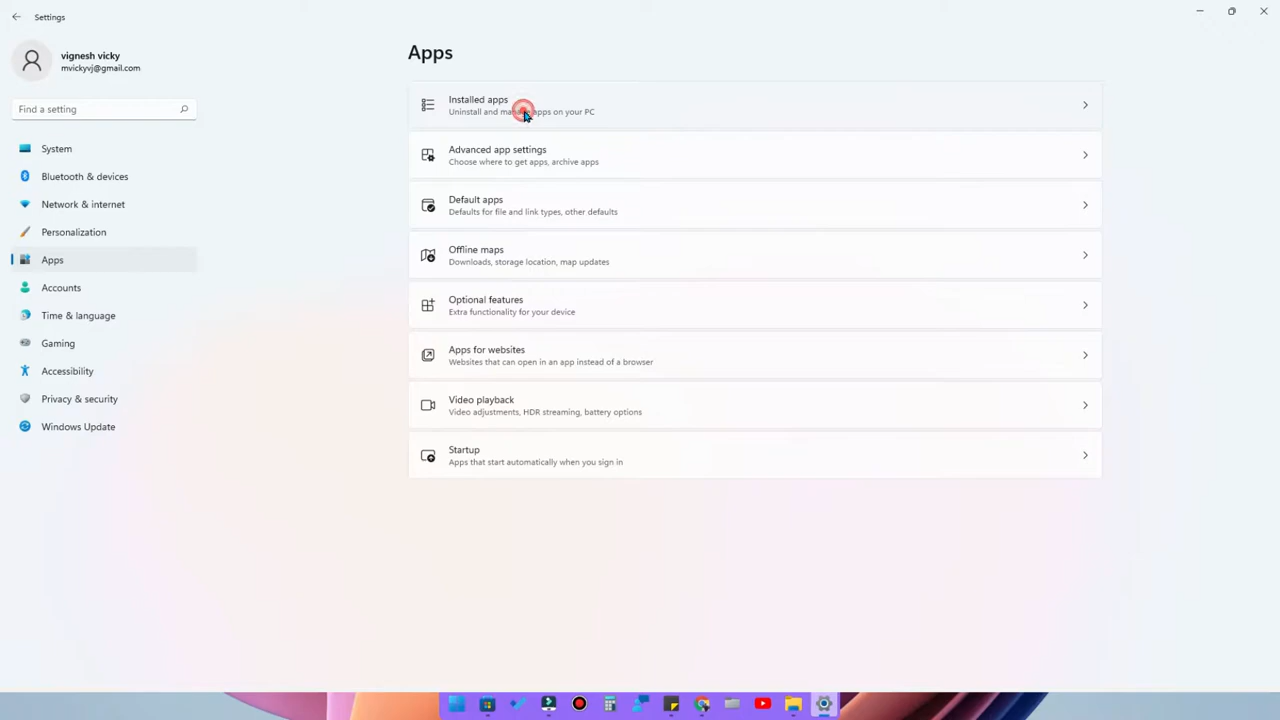 Settings
vignesh vicky
mvickyvj@gmail.com
Find a setting
System
Bluetooth & devices
Network & internet
Personalization
Apps
Accounts
Time & language
Gaming
Accessibility
Privacy & security
Windows Update
Apps
Installed apps
Uninstall and manage apps on your PC
Advanced app settings
Choose where to get apps, archive apps
Default apps
Defaults for file and link types, other defaults
Offline maps
Downloads, storage location, map updates
Optional features
Extra functionality for your device
Apps for websites
Websites that can open in an app instead of a browser
Video playback
Video adjustments, HDR streaming, battery options
Startup
Apps that start automatically when you sign in